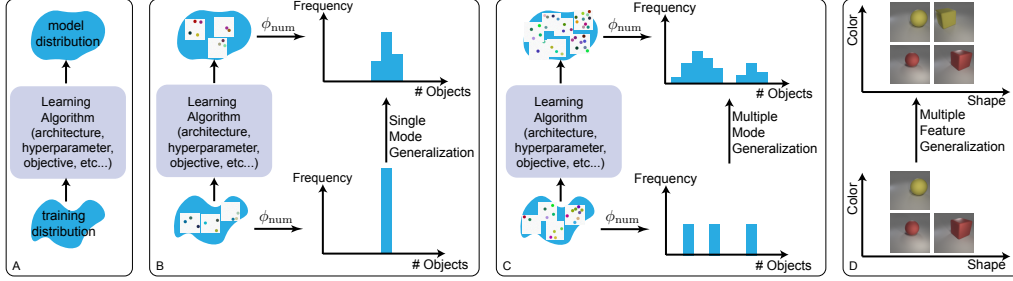 model
distribution
Learning
Algorithm
(architecture,
hyperparameter,
objective, etc...)
training
distribution
A
Frequency
ϕnum
# Objects
Learning
Algorithm
(architecture,
hyperparameter,
objective, etc...)
Single
Mode
Generalization
Frequency
ϕnum
# Objects
B
Frequency
ϕnum
# Objects
Learning
Algorithm
(architecture,
hyperparameter,
objective, etc...)
Multiple
Mode
Generalization
Frequency
ϕnum
# Objects
C
Color
Shape
Multiple
Feature
Generalization
Color
Shape
D